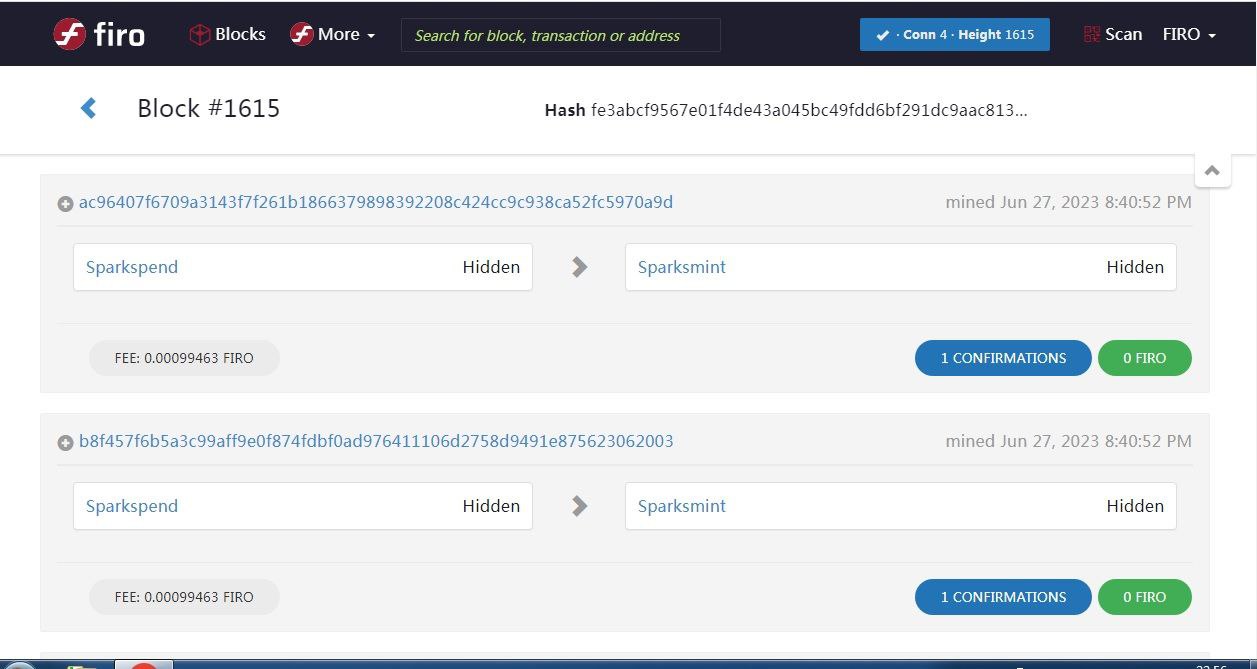 firo Blocks More Search for block, transaction or address · Conn 4 · Height 1615 Scan FIRO
Block #1615 Hash fe3abcf9567e01f4de43a045bc49fdd6bf291dc9aac813...
ac96407f6709a3143f7f261b1866379898392208c424cc9c938ca52fc5970a9d mined Jun 27, 2023 8:40:52 PM
Sparkspend Hidden Sparksmint Hidden
FEE: 0.00099463 FIRO 1 CONFIRMATIONS 0 FIRO
b8f457f6b5a3c99aff9e0f874fdbf0ad976411106d2758d9491e875623062003 mined Jun 27, 2023 8:40:52 PM
Sparkspend Hidden Sparksmint Hidden
FEE: 0.00099463 FIRO 1 CONFIRMATIONS 0 FIRO